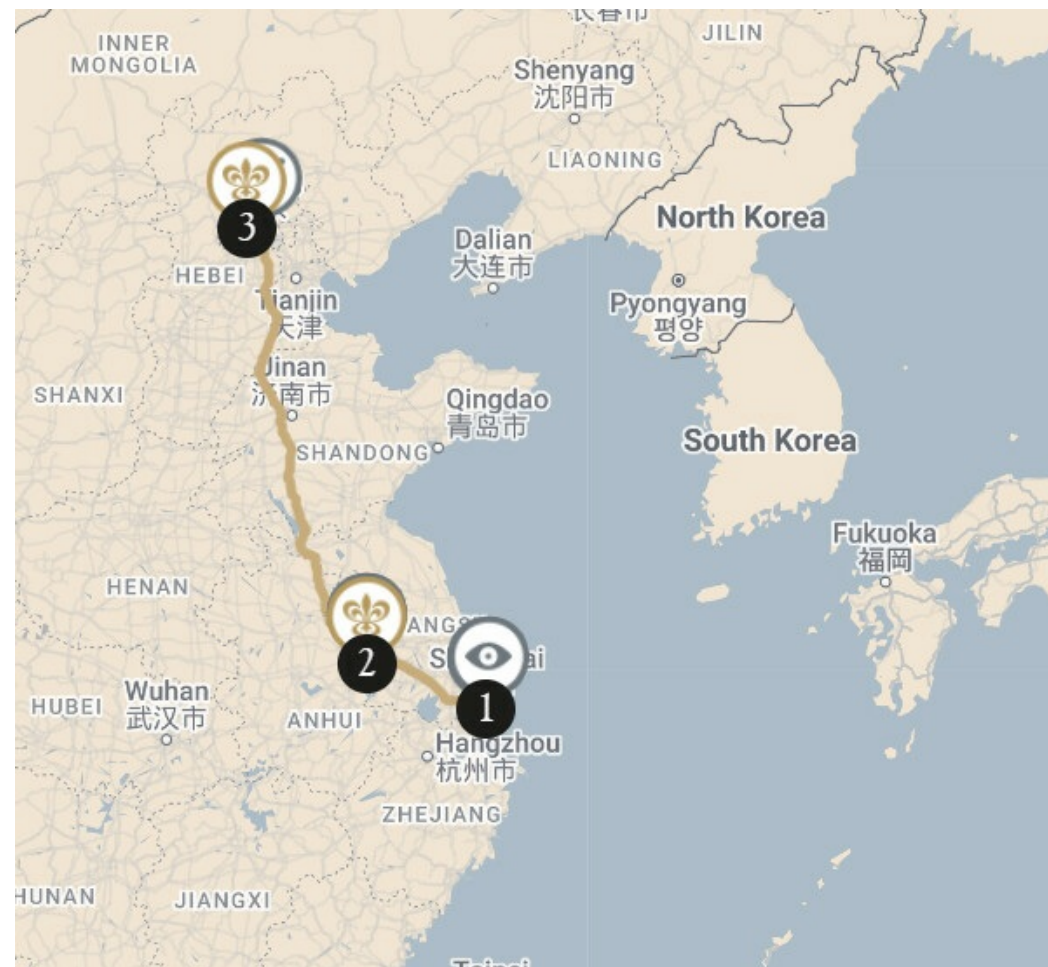 INNER
MONGOLIA
JILIN
Shenyang
沈阳市
LIAONING
North Korea
3
Dalian
大连市
HEBEI
Tianjin
天津
Pyongyang
평양
Jinan
济南市
SHANXI
Qingdao
青岛市
SHANDONG
South Korea
Fukuoka
福岡
HENAN
2
1
Wuhan
武汉市
HUBEI
ANHUI
Hangzhou
杭州市
ZHEJIANG
HUNAN
JIANGXI